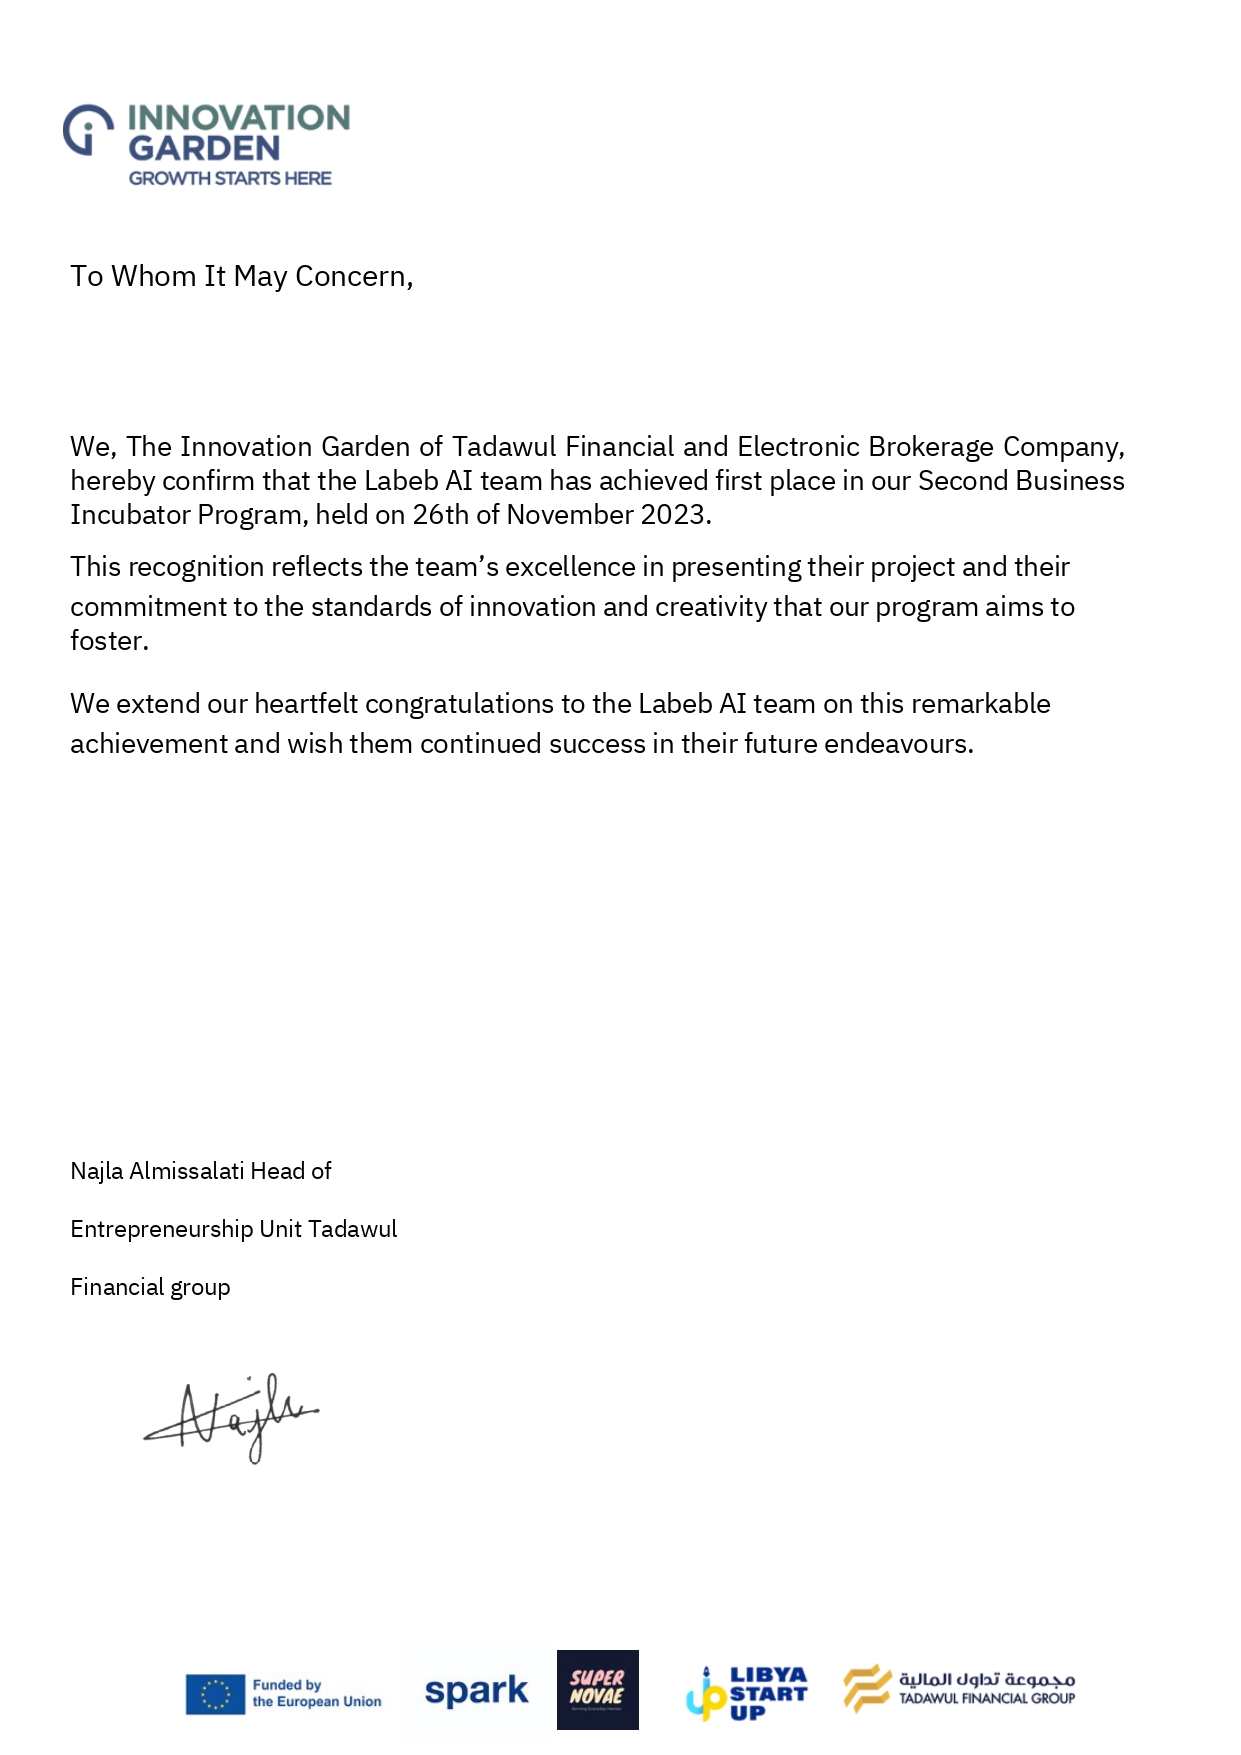 INNOVATION
GARDEN
GROWTH STARTS HERE
To Whom It May Concern,
We, The Innovation Garden of Tadawul Financial and Electronic Brokerage Company,
hereby confirm that the Labeb AI team has achieved first place in our Second Business
Incubator Program, held on 26th of November 2023.
This recognition reflects the team’s excellence in presenting their project and their
commitment to the standards of innovation and creativity that our program aims to
foster.
We extend our heartfelt congratulations to the Labeb AI team on this remarkable
achievement and wish them continued success in their future endeavours.
Najla Almissalati Head of
Entrepreneurship Unit Tadawul
Financial group
Najla
Funded by
the European Union
spark
SUPER
NOVAE
LIBYA
START
UP
مجموعة تداول المالية
TADAWUL FINANCIAL GROUP